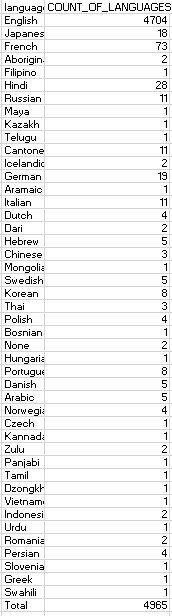 languag COUNT_OF_LANGUAGES
English 4704
Japanes 18
French 73
Aborigin 2
Filipino 1
Hindi 28
Russian 11
Maya 1
Kazakh 1
Telugu 1
Cantone 11
Icelandic 2
German 19
Aramaic 1
Italian 11
Dutch 4
Dari 2
Hebrew 5
Chinese 3
Mongolia 1
Swedish 5
Korean 8
Thai 3
Polish 4
Bosnian 1
None 2
Hungaria 1
Portugue 8
Danish 5
Arabic 5
Norwegia 4
Czech 1
Kannada 1
Zulu 2
Panjabi 1
Tamil 1
Dzongkh 1
Vietnam 1
Indonesi 2
Urdu 1
Romania 2
Persian 4
Slovenia 1
Greek 1
Swahili 1
Total 4965